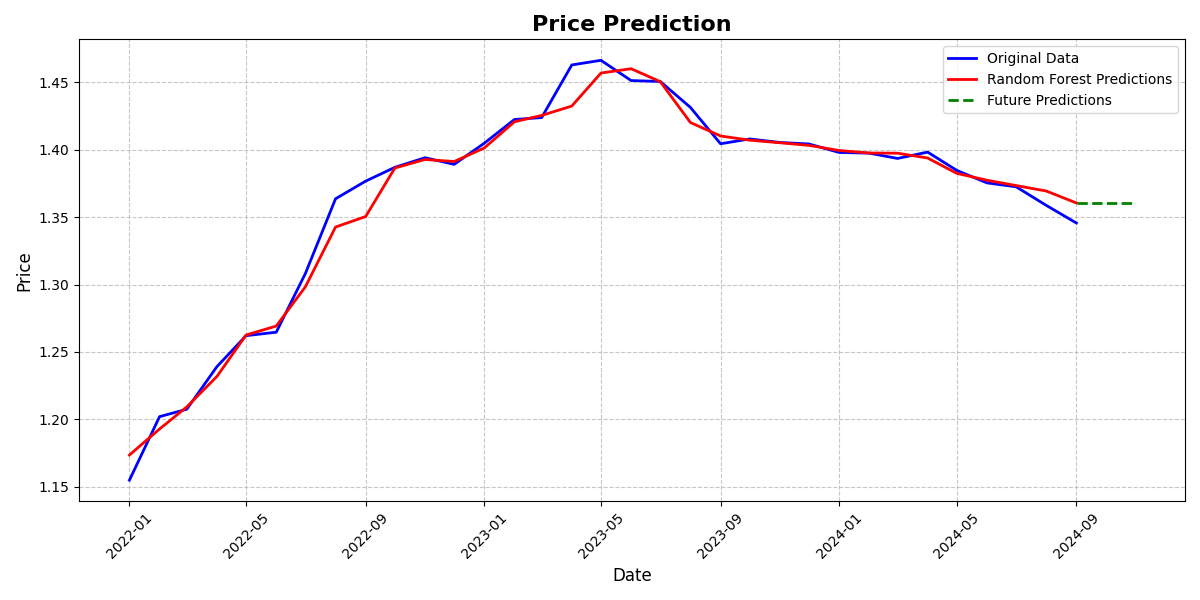 Price Prediction
Original Data
Random Forest Predictions
Future Predictions
Price
1.45
1.40
1.35
1.30
1.25
1.20
1.15
2022-01
2022-05
2022-09
2023-01
2023-05
2023-09
2024-01
2024-05
2024-09
Date